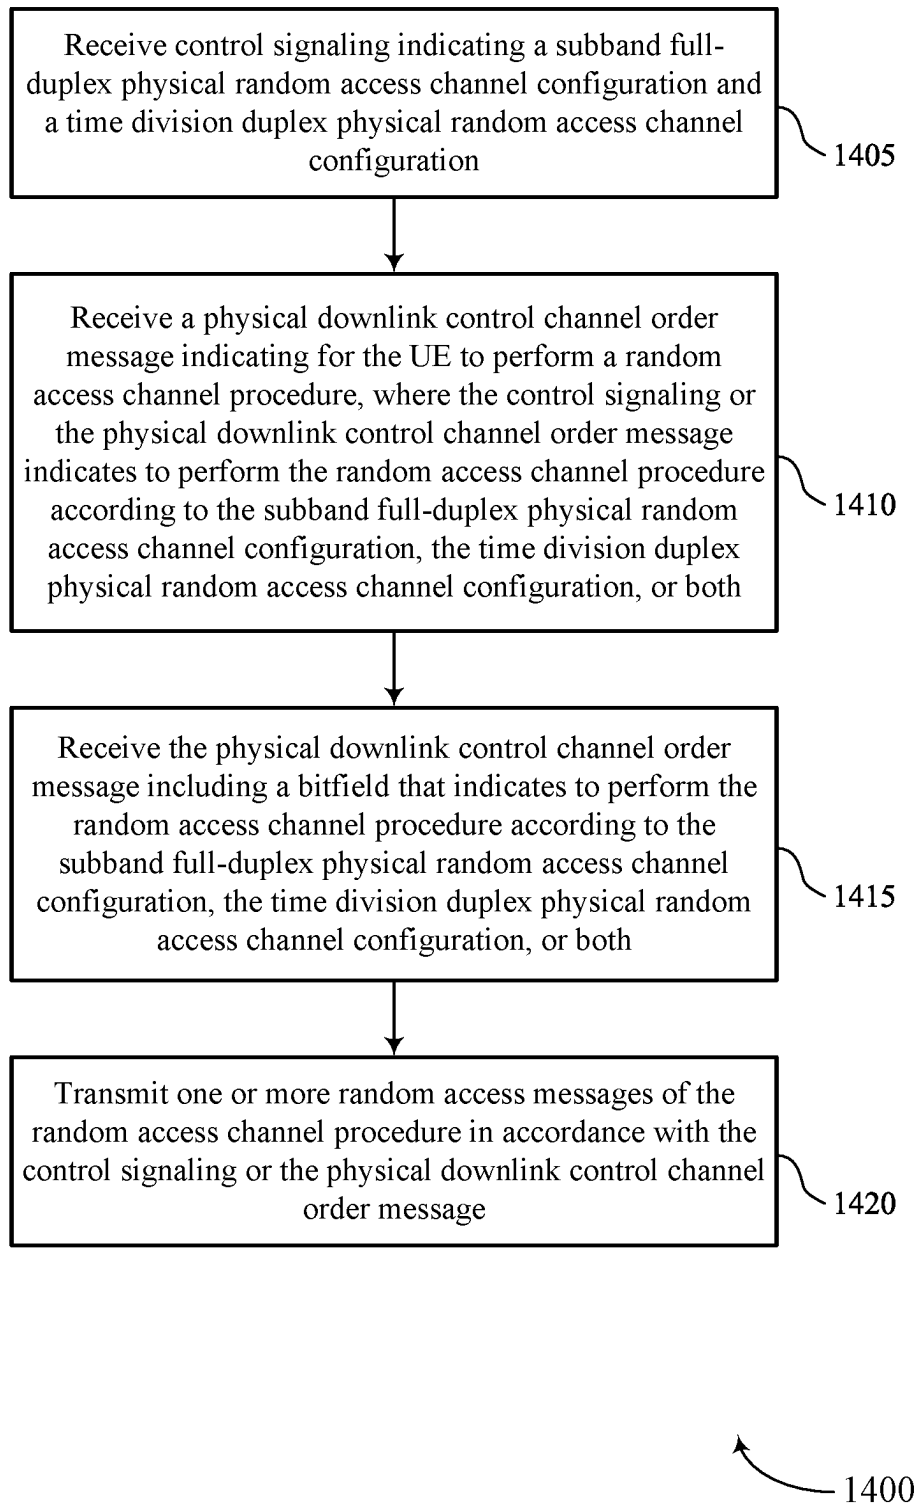 Receive control signaling indicating a subband full-
duplex physical random access channel configuration and
a time division duplex physical random access channel
configuration
1405
Receive a physical downlink control channel order
message indicating for the UE to perform a random
access channel procedure, where the control signaling or
the physical downlink control channel order message
indicates to perform the random access channel procedure
according to the subband full-duplex physical random
access channel configuration, the time division duplex
physical random access channel configuration, or both
1410
Receive the physical downlink control channel order
message including a bitfield that indicates to perform the
random access channel procedure according to the
subband full-duplex physical random access channel
configuration, the time division duplex physical random
access channel configuration, or both
1415
Transmit one or more random access messages of the
random access channel procedure in accordance with the
control signaling or the physical downlink control channel
order message
1420
1400